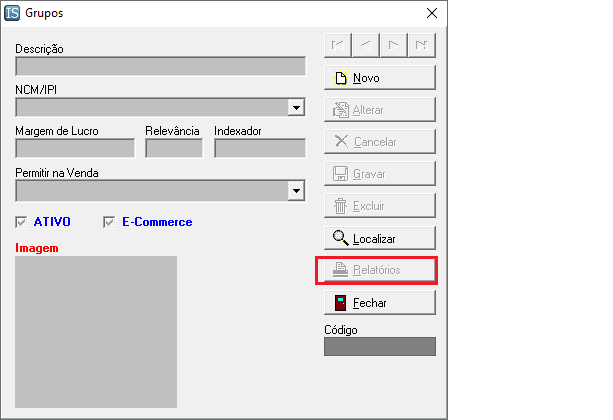 IS Grupos
Descrição
NCM/IPI
Margem de Lucro Relevância Indexador
Permitir na Venda
ATIVO E-Commerce
Imagem
Novo
Alterar
Cancelar
Gravar
Excluir
Localizar
Relatórios
Fechar
Código